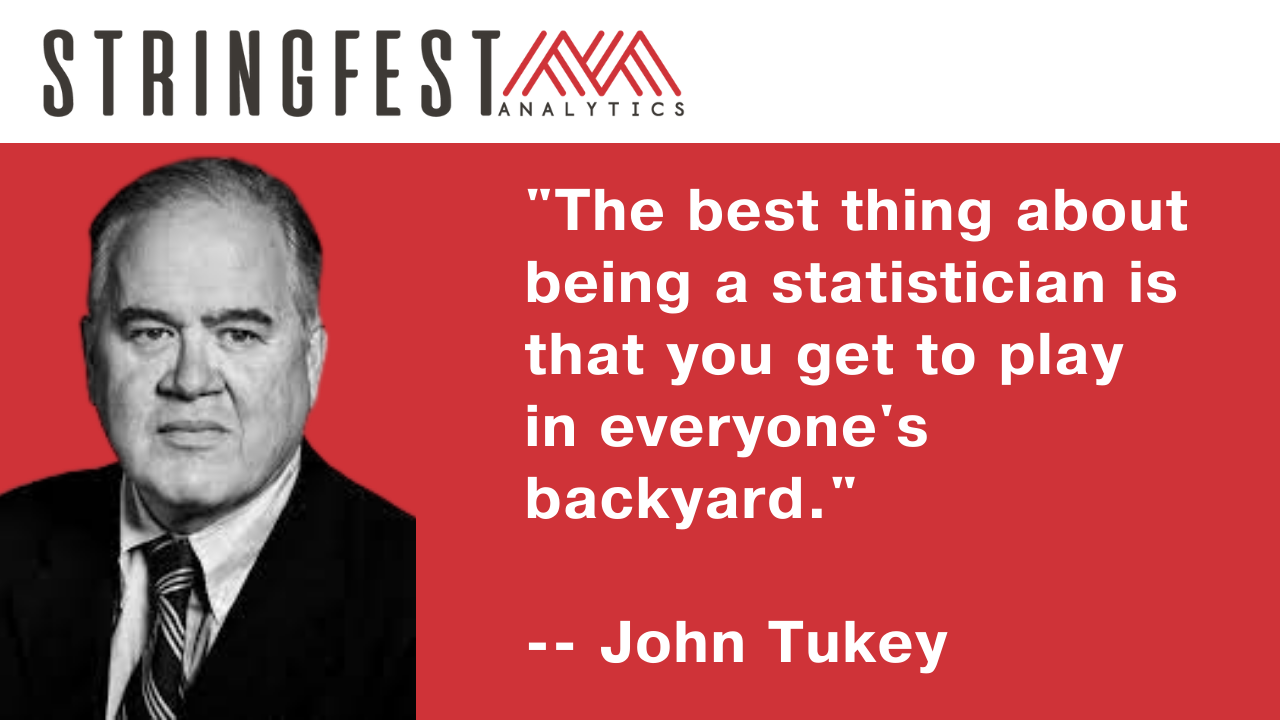 STRINGFEST
ANALYTICS
"The best thing about
being a statistician is
that you get to play
in everyone's
backyard."
-- John Tukey